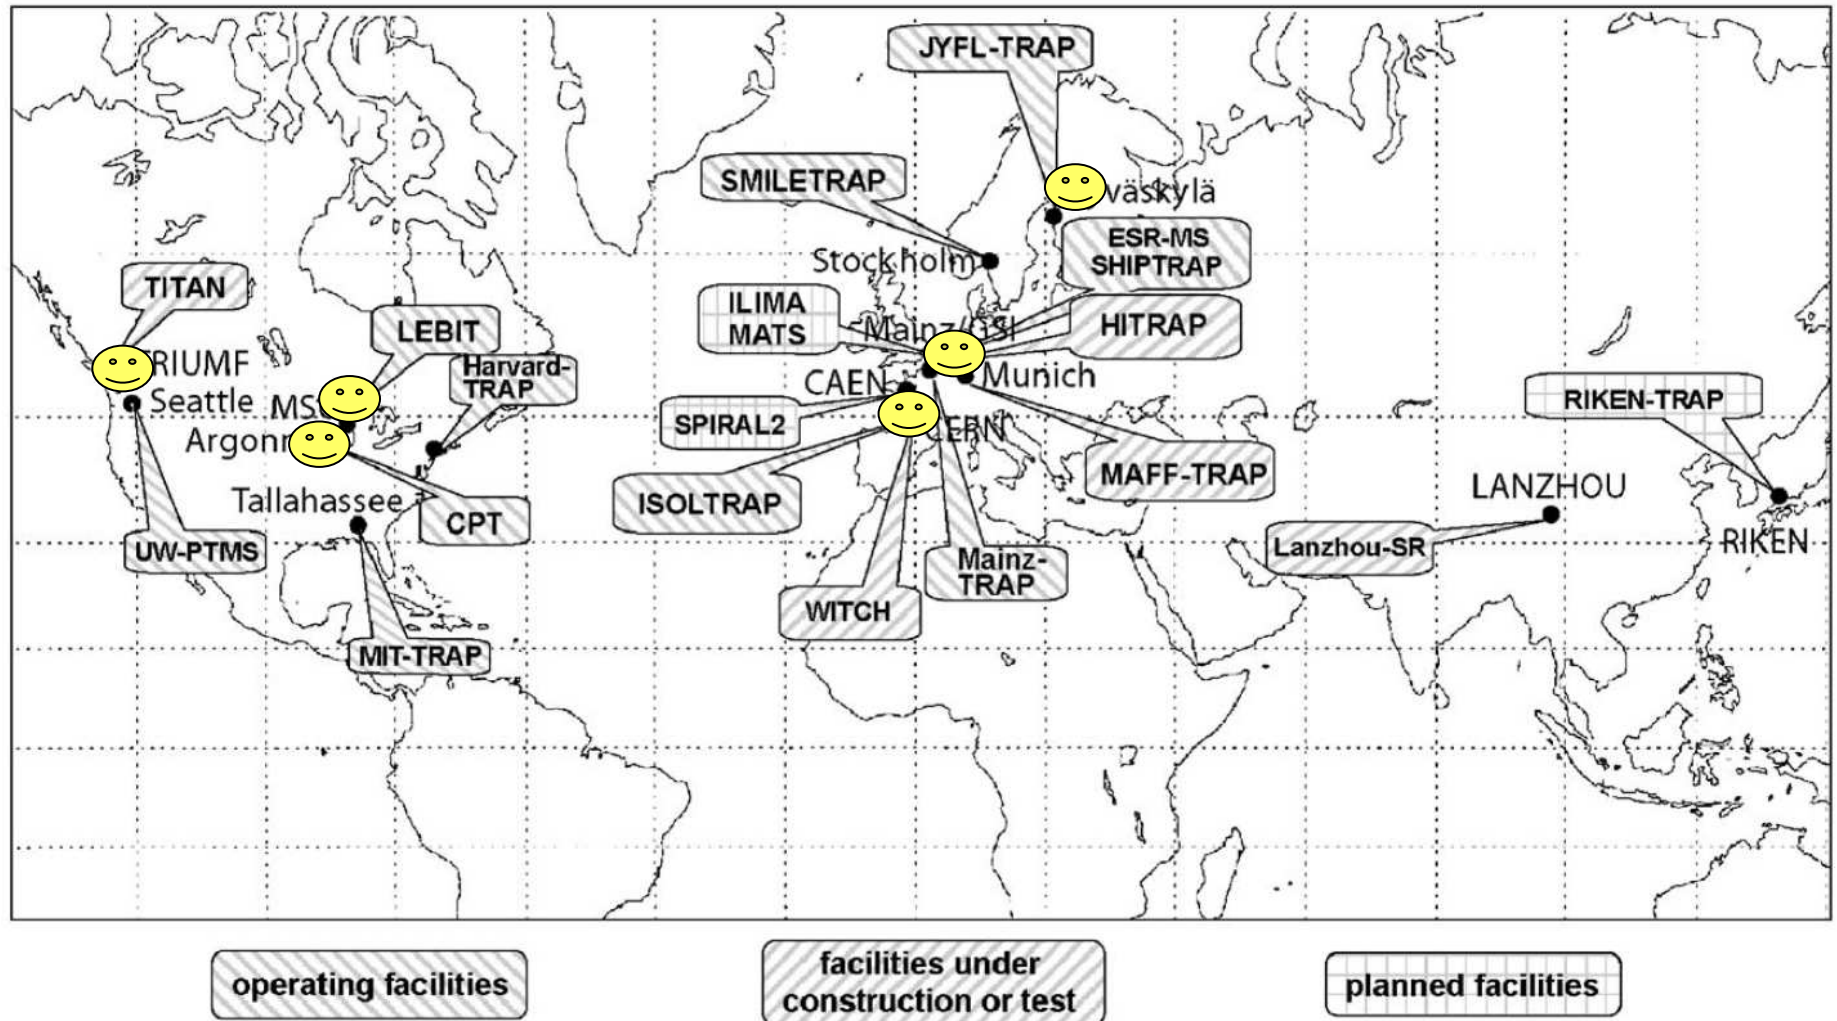 JYFL-TRAP
SMILETRAP
väskylä
ESR-MS
SHIPTRAP
Stockholm
TITAN
ILIMA
MATS
LEBIT
Mainz/GSI
HITRAP
RIUMF
Harvard-
TRAP
CAEN
Munich
Seattle
MS
RIKEN-TRAP
SPIRAL2
CERN
Argonn
MAFF-TRAP
Tallahassee
ISOLTRAP
LANZHOU
CPT
UW-PTMS
Lanzhou-SR
RIKEN
Mainz-
TRAP
WITCH
MIT-TRAP
operating facilities
facilities under
construction or test
planned facilities